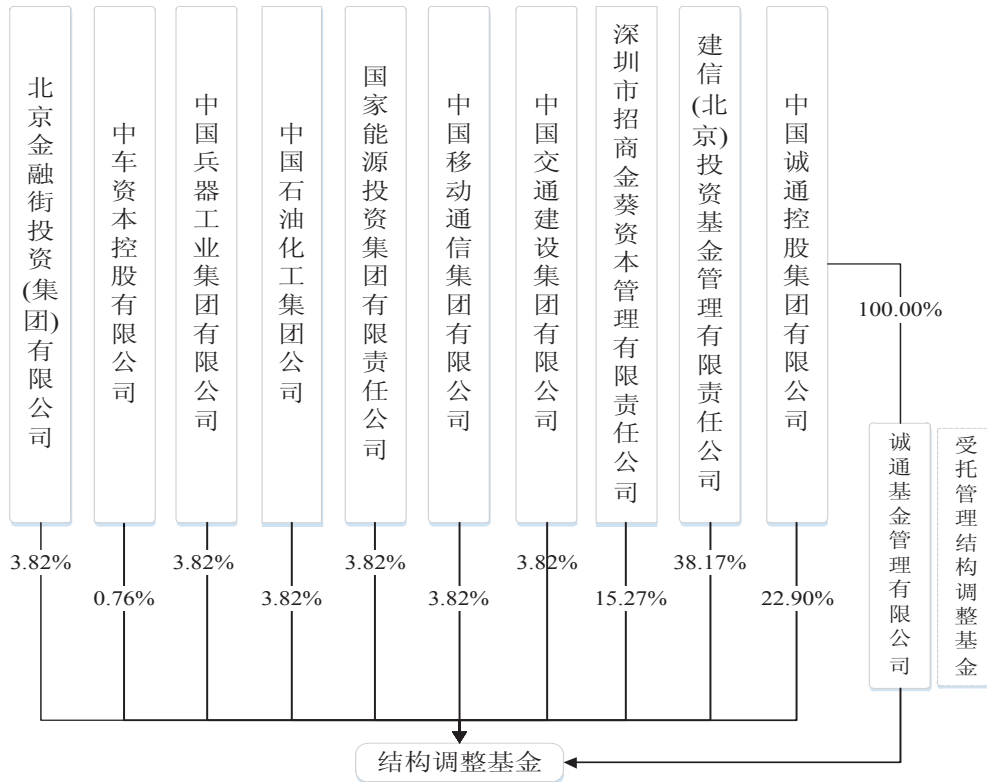 北京金融街投资(集团)有限公司
中车资本控股有限公司
中国兵器工业集团有限公司
中国石油化工集团公司
国家能源投资集团有限责任公司
中国移动通信集团有限公司
中国交通建设集团有限公司
深圳市招商金葵资本管理有限责任公司
建信(北京)投资基金管理有限责任公司
中国诚通控股集团有限公司
100.00%
诚通基金管理有限公司
受托管理结构调整基金
3.82%
0.76%
3.82%
3.82%
3.82%
3.82%
3.82%
15.27%
38.17%
22.90%
结构调整基金